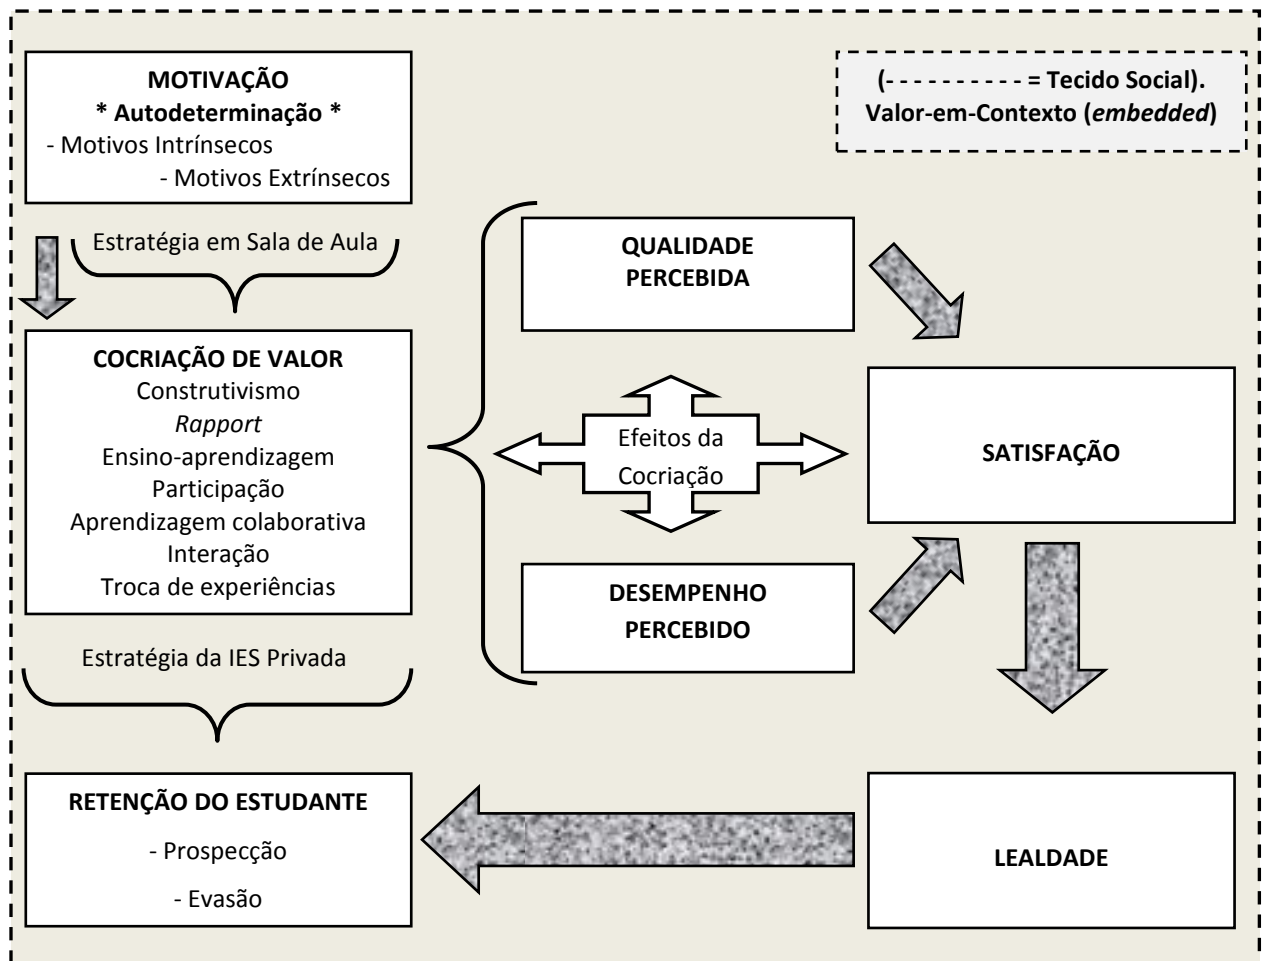 MOTIVAÇÃO
* Autodeterminação *
- Motivos Intrínsecos
- Motivos Extrínsecos
(- - - - - - - - - - = Tecido Social).
Valor-em-Contexto (embedded)
Estratégia em Sala de Aula
QUALIDADE
PERCEBIDA
COCRIAÇÃO DE VALOR
Construtivismo
Rapport
Ensino-aprendizagem
Participação
Aprendizagem colaborativa
Interação
Troca de experiências
Efeitos da
Cocriação
SATISFAÇÃO
DESEMPENHO
PERCEBIDO
Estratégia da IES Privada
RETENÇÃO DO ESTUDANTE
- Prospecção
- Evasão
LEALDADE